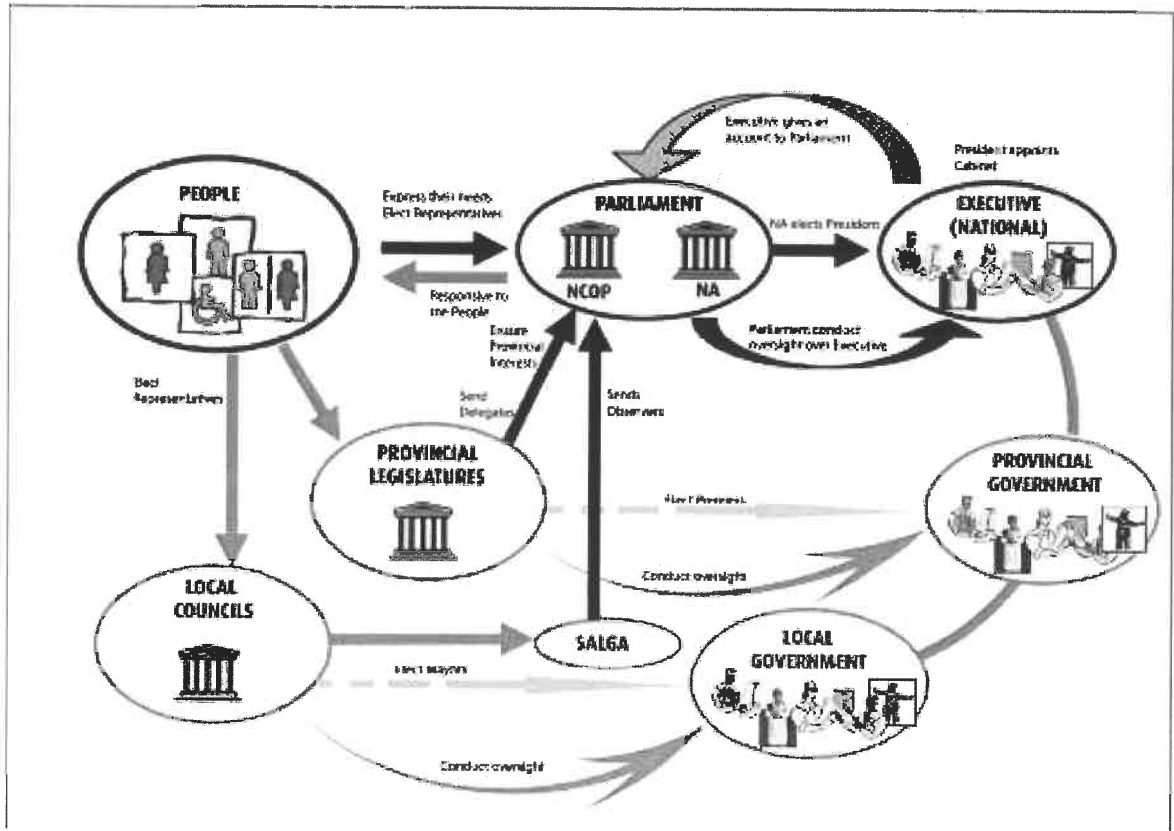 Executive gives an
account to Parliament
President appoints
Cabinet
PEOPLE
Express their needs
Elect Representatives
PARLIAMENT
NCOP
NA
NA elects President
EXECUTIVE
(NATIONAL)
Responsive to
the People
Ensure
Provincial
Interests
Parliament conduct
oversight over Executive
Elect
Representatives
Send
Delegates
Sends
Observers
PROVINCIAL
LEGISLATURES
PROVINCIAL
GOVERNMENT
Elect Premiers
Conduct oversight
LOCAL
COUNCILS
SALGA
LOCAL
GOVERNMENT
Elect Mayors
Conduct oversight